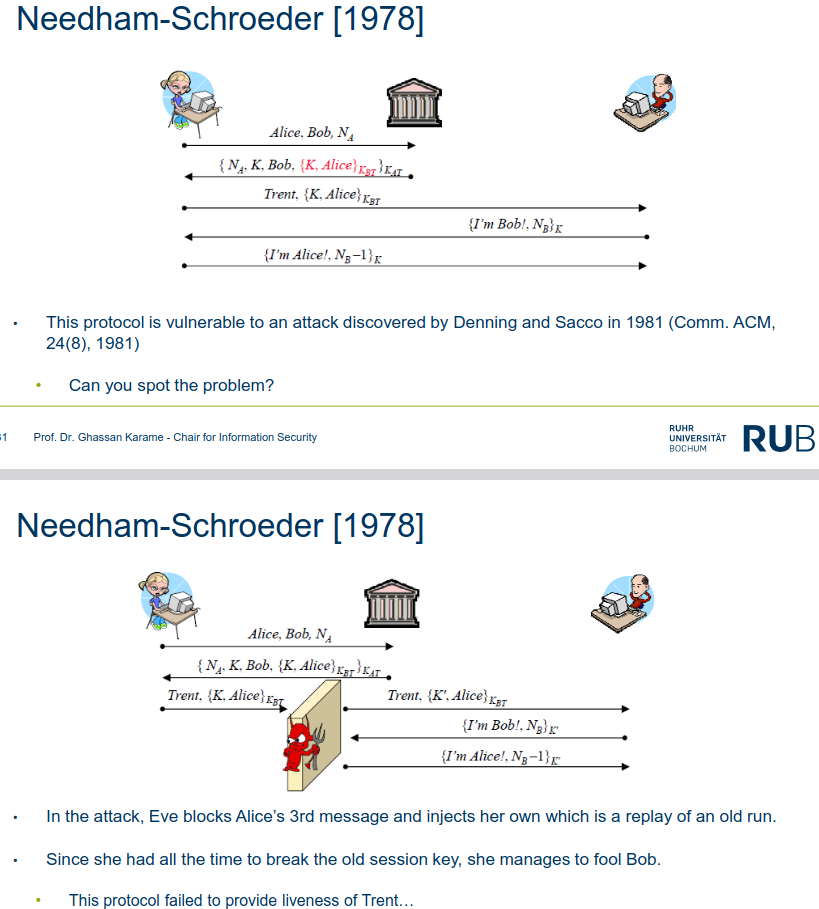 Needham-Schroeder [1978]
Alice, Bob, N_A
{ N_A, K, Bob, {K, Alice}_{K_{BT}} }_{K_{AT}}
Trent, {K, Alice}_{K_{BT}}
{I'm Bob!, N_B}_K
{I'm Alice!, N_B−1}_K
• This protocol is vulnerable to an attack discovered by Denning and Sacco in 1981 (Comm. ACM,
24(8), 1981)
• Can you spot the problem?
Prof. Dr. Ghassan Karame - Chair for Information Security
RUHR
UNIVERSITÄT
BOCHUM
RUB
Needham-Schroeder [1978]
Alice, Bob, N_A
{ N_A, K, Bob, {K, Alice}_{K_{BT}} }_{K_{AT}}
Trent, {K, Alice}_{K_{BT}}
Trent, {K', Alice}_{K_{BT}}
{I'm Bob!, N_B}_{K'}
{I'm Alice!, N_B−1}_{K'}
• In the attack, Eve blocks Alice's 3rd message and injects her own which is a replay of an old run.
• Since she had all the time to break the old session key, she manages to fool Bob.
• This protocol failed to provide liveness of Trent…